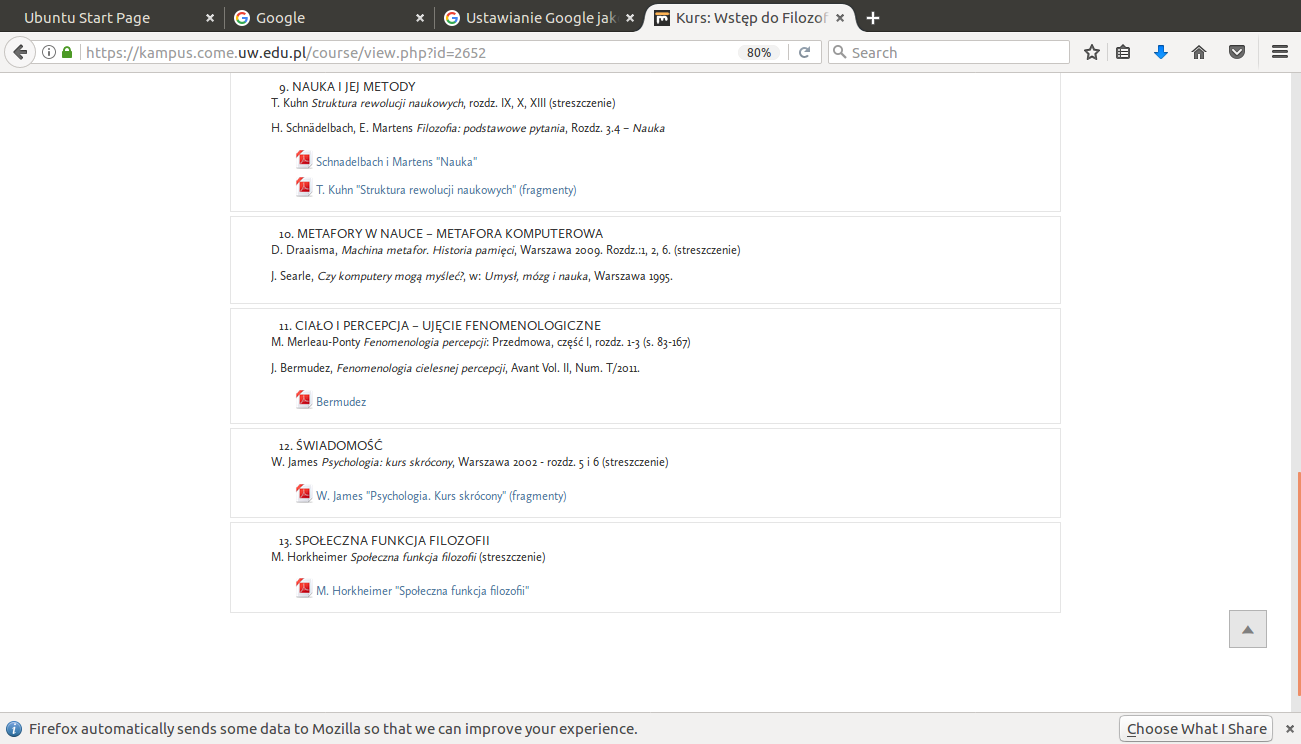 Ubuntu Start Page
Google
Ustawianie Google jako
Kurs: Wstęp do Filozof
https://kampus.come.uw.edu.pl/course/view.php?id=2652
80%
Search
9. NAUKA I JEJ METODY
T. Kuhn Struktura rewolucji naukowych, rozdz. IX, X, XIII (streszczenie)
H. Schnädelbach, E. Martens Filozofia: podstawowe pytania, Rozdz. 3.4 – Nauka
Schnadelbach i Martens "Nauka"
T. Kuhn "Struktura rewolucji naukowych" (fragmenty)
10. METAFORY W NAUCE – METAFORA KOMPUTEROWA
D. Draaisma, Machina metafor. Historia pamięci, Warszawa 2009. Rozdz.:1, 2, 6. (streszczenie)
J. Searle, Czy komputery mogą myśleć?, w: Umysł, mózg i nauka, Warszawa 1995.
11. CIAŁO I PERCEPCJA – UJĘCIE FENOMENOLOGICZNE
M. Merleau-Ponty Fenomenologia percepcji: Przedmowa, część I, rozdz. 1-3 (s. 83-167)
J. Bermudez, Fenomenologia cielesnej percepcji, Avant Vol. II, Num. T/2011.
Bermudez
12. ŚWIADOMOŚĆ
W. James Psychologia: kurs skrócony, Warszawa 2002 - rozdz. 5 i 6 (streszczenie)
W. James "Psychologia. Kurs skrócony" (fragmenty)
13. SPOŁECZNA FUNKCJA FILOZOFII
M. Horkheimer Społeczna funkcja filozofii (streszczenie)
M. Horkheimer "Społeczna funkcja filozofii"
Firefox automatically sends some data to Mozilla so that we can improve your experience.
Choose What I Share